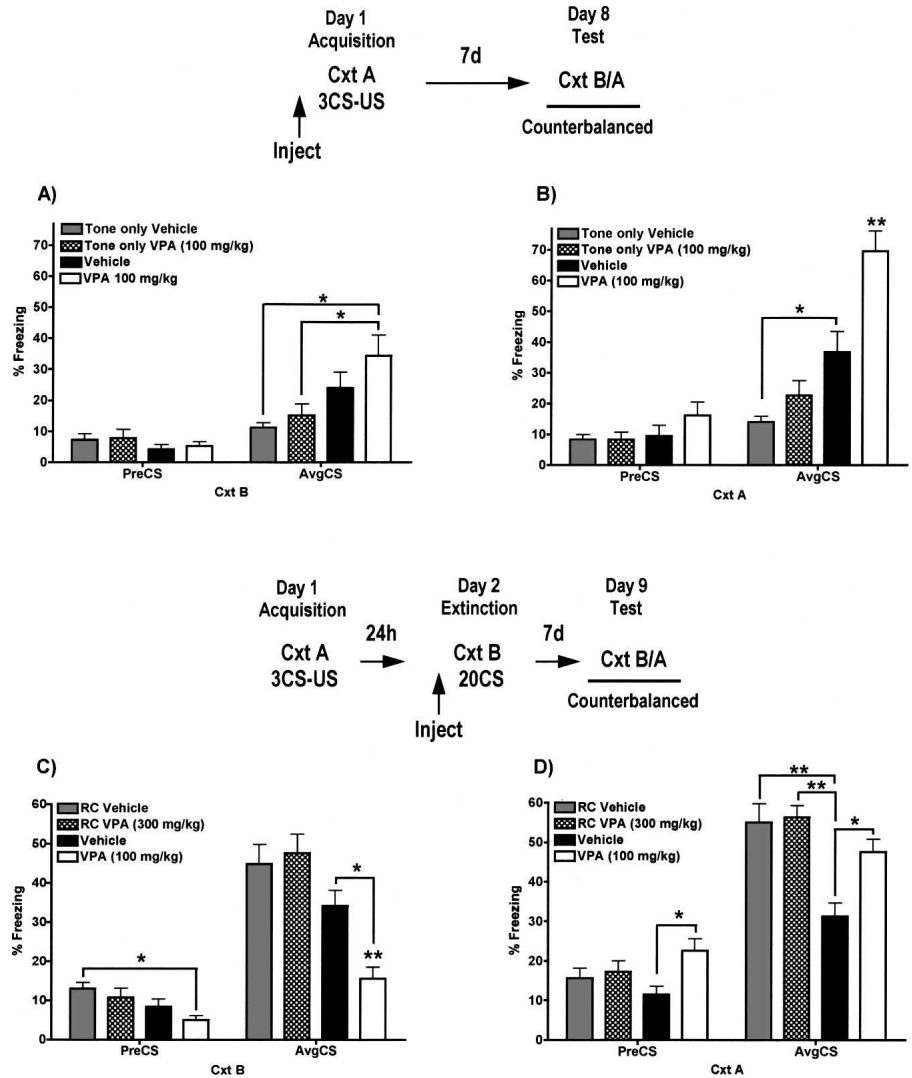 Day 1
Acquisition
Cxt A
3CS-US
Inject
7d
Day 8
Test
Cxt B/A
Counterbalanced
A)
Tone only Vehicle
Tone only VPA (100 mg/kg)
Vehicle
VPA 100 mg/kg
% Freezing
70
60
50
40
30
20
10
0
*
*
PreCS
AvgCS
Cxt B
B)
Tone only Vehicle
Tone only VPA (100 mg/kg)
Vehicle
VPA (100 mg/kg)
% Freezing
70
60
50
40
30
20
10
0
*
**
PreCS
AvgCS
Cxt A
Day 1
Acquisition
Cxt A
3CS-US
24h
Day 2
Extinction
Cxt B
20CS
Inject
7d
Day 9
Test
Cxt B/A
Counterbalanced
C)
RC Vehicle
RC VPA (300 mg/kg)
Vehicle
VPA (100 mg/kg)
% Freezing
60
50
40
30
20
10
0
*
*
**
PreCS
AvgCS
Cxt B
D)
RC Vehicle
RC VPA (300 mg/kg)
Vehicle
VPA (100 mg/kg)
% Freezing
60
50
40
30
20
10
0
*
**
**
*
PreCS
AvgCS
Cxt A